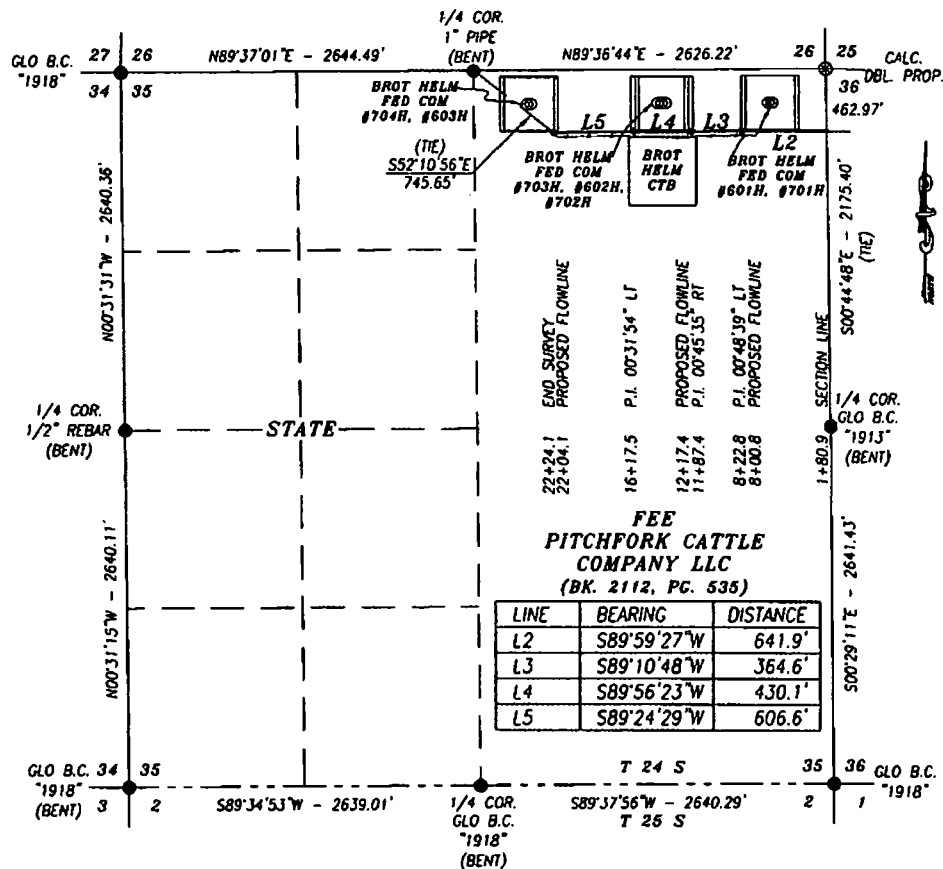 1/4 COR.
1" PIPE
(BENT)
GLO B.C.
"1918"
27 26
34 35
N89°37'01"E - 2644.49'
N89°36'44"E - 2626.22'
26 25
36
CALC.
DBL. PROP.
462.97'
BROT HELM
FED COM
#704H, #603H
(TIE)
S52°10'56"E
745.65'
L5
L4
L3
L2
BROT HELM
FED COM
#703H, #602H,
#702H
BROT
HELM
CTB
BROT HELM
FED COM
#601H, #701H
N00°31'31"W - 2640.36'
S00°44'48"E - 2175.40'
(TIE)
NORTH
22+24.1 END SURVEY
22+04.1 PROPOSED FLOWLINE
16+17.5 P.I. 00°31'54" LT
12+17.4 PROPOSED FLOWLINE
11+87.4 P.I. 00°45'35" RT
8+22.8 P.I. 00°48'39" LT
8+00.8 PROPOSED FLOWLINE
1+80.9 SECTION LINE
1/4 COR.
1/2" REBAR
(BENT)
STATE
1/4 COR.
GLO B.C.
"1913"
(BENT)
FEE
PITCHFORK CATTLE
COMPANY LLC
(BK. 2112, PG. 535)
LINE BEARING DISTANCE
L2 S89°59'27"W 641.9'
L3 S89°10'48"W 364.6'
L4 S89°56'23"W 430.1'
L5 S89°24'29"W 606.6'
N00°31'15"W - 2640.11'
S00°29'11"E - 2641.43'
GLO B.C.
"1918"
(BENT)
34 35
3 2
S89°34'53"W - 2639.01'
1/4 COR.
GLO B.C.
"1918"
(BENT)
T 24 S
S89°37'56"W - 2640.29'
T 25 S
35 36
2 1
GLO B.C.
"1918"